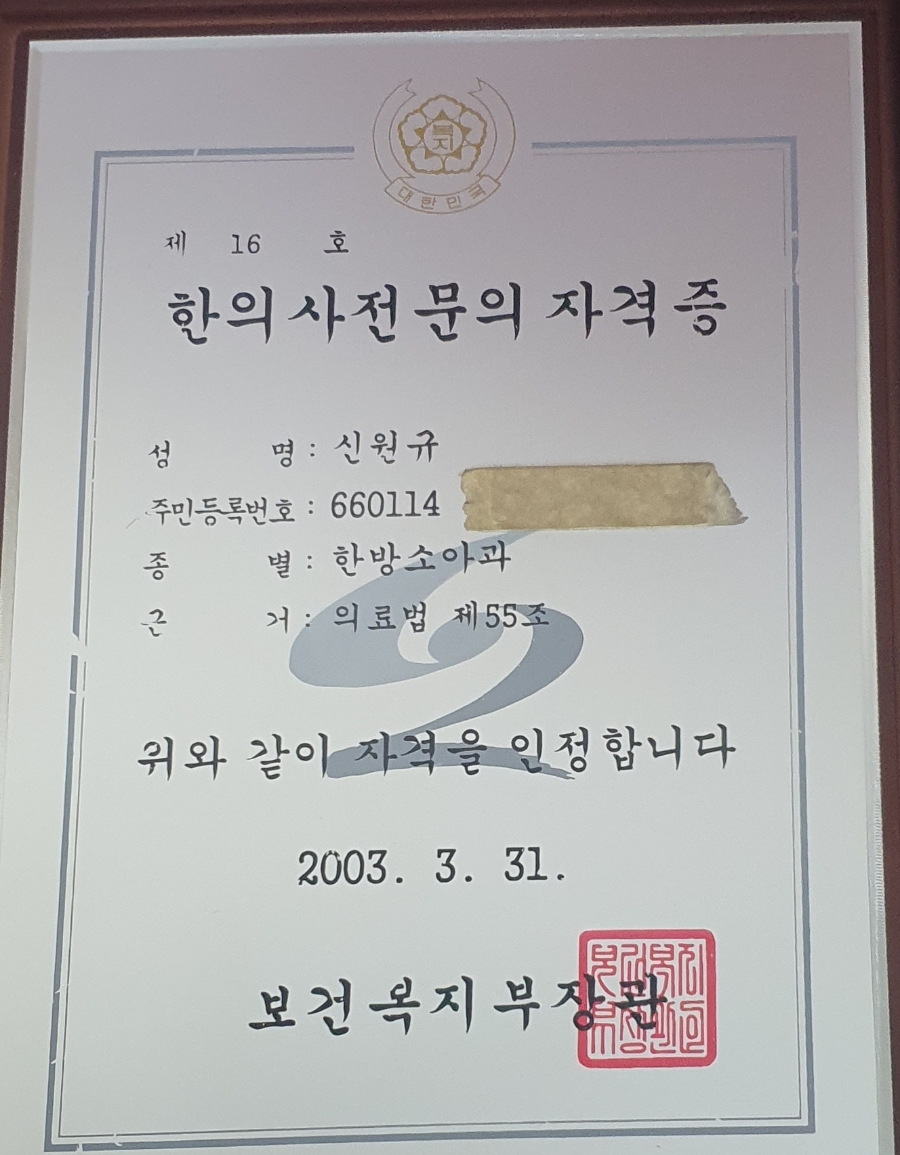 복지
대한민국
제 16 호
한의사전문의 자격증
성 명 : 신원규
주민등록번호 : 660114
종 별 : 한방소아과
근 거 : 의료법 제55조
위와 같이 자격을 인정합니다
2003. 3. 31.
보건복지부장관